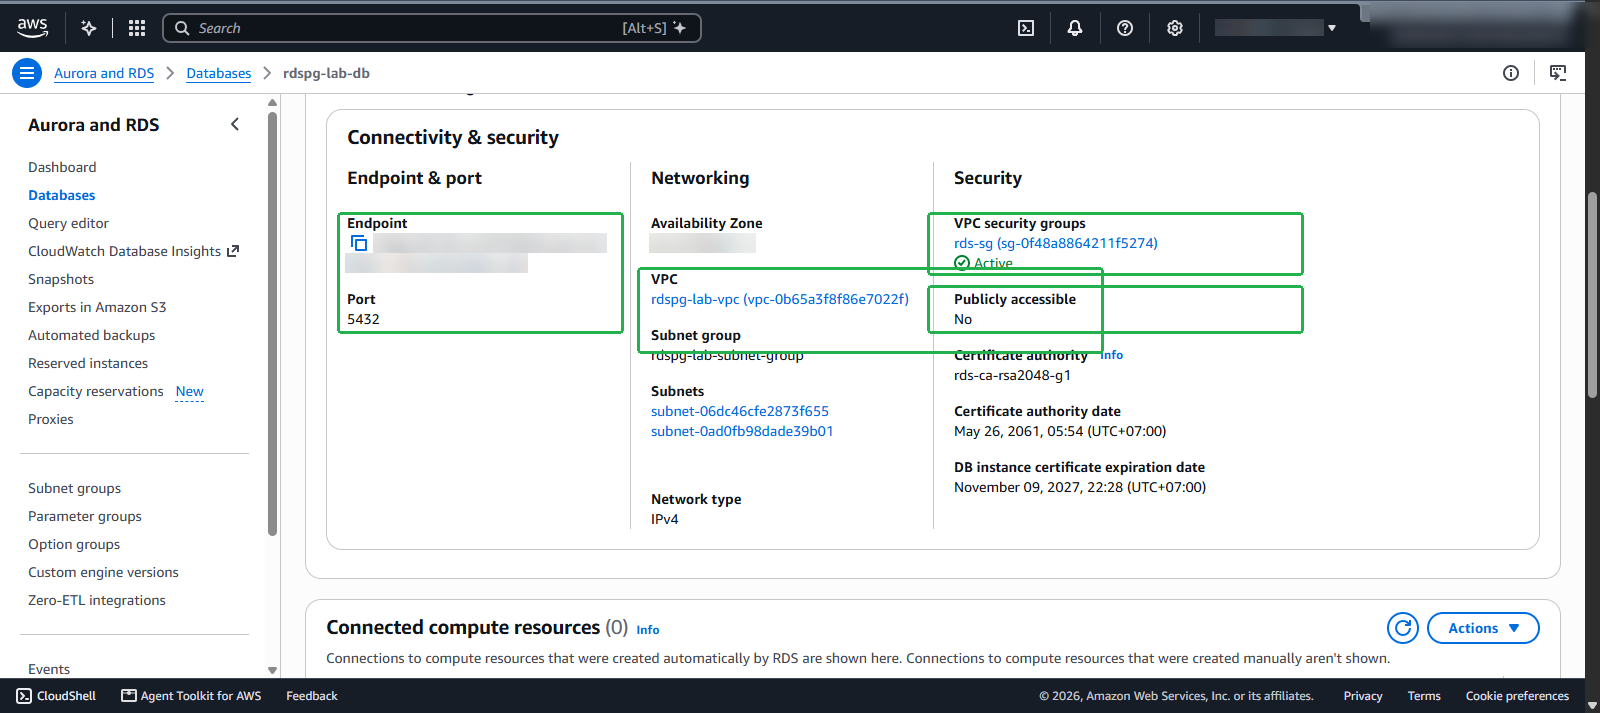 aws
Search
[Alt+S]
Aurora and RDS
Databases
rdspg-lab-db
Aurora and RDS
Dashboard
Databases
Query editor
CloudWatch Database Insights
Snapshots
Exports in Amazon S3
Automated backups
Reserved instances
Capacity reservations New
Proxies
Subnet groups
Parameter groups
Option groups
Custom engine versions
Zero-ETL integrations
Events
Connectivity & security
Endpoint & port
Endpoint
Port
5432
Networking
Availability Zone
VPC
rdspg-lab-vpc (vpc-0b65a3f8f86e7022f)
Subnet group
rdspg-lab-subnet-group
Subnets
subnet-06dc46cfe2873f655
subnet-0ad0fb98dade39b01
Network type
IPv4
Security
VPC security groups
rds-sg (sg-0f48a8864211f5274)
Active
Publicly accessible
No
Certificate authority Info
rds-ca-rsa2048-g1
Certificate authority date
May 26, 2061, 05:54 (UTC+07:00)
DB instance certificate expiration date
November 09, 2027, 22:28 (UTC+07:00)
Connected compute resources (0) Info
Actions
Connections to compute resources that were created automatically by RDS are shown here. Connections to compute resources that were created manually aren't shown.
CloudShell
Agent Toolkit for AWS
Feedback
© 2026, Amazon Web Services, Inc. or its affiliates.
Privacy
Terms
Cookie preferences